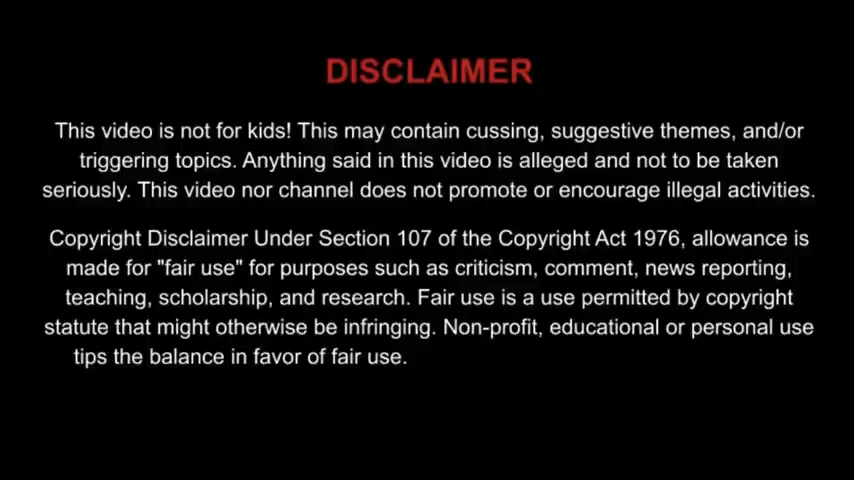 DISCLAIMER
This video is not for kids! This may contain cussing, suggestive themes, and/or
triggering topics. Anything said in this video is alleged and not to be taken
seriously. This video nor channel does not promote or encourage illegal activities.
Copyright Disclaimer Under Section 107 of the Copyright Act 1976, allowance is
made for "fair use" for purposes such as criticism, comment, news reporting,
teaching, scholarship, and research. Fair use is a use permitted by copyright
statute that might otherwise be infringing. Non-profit, educational or personal use
tips the balance in favor of fair use.